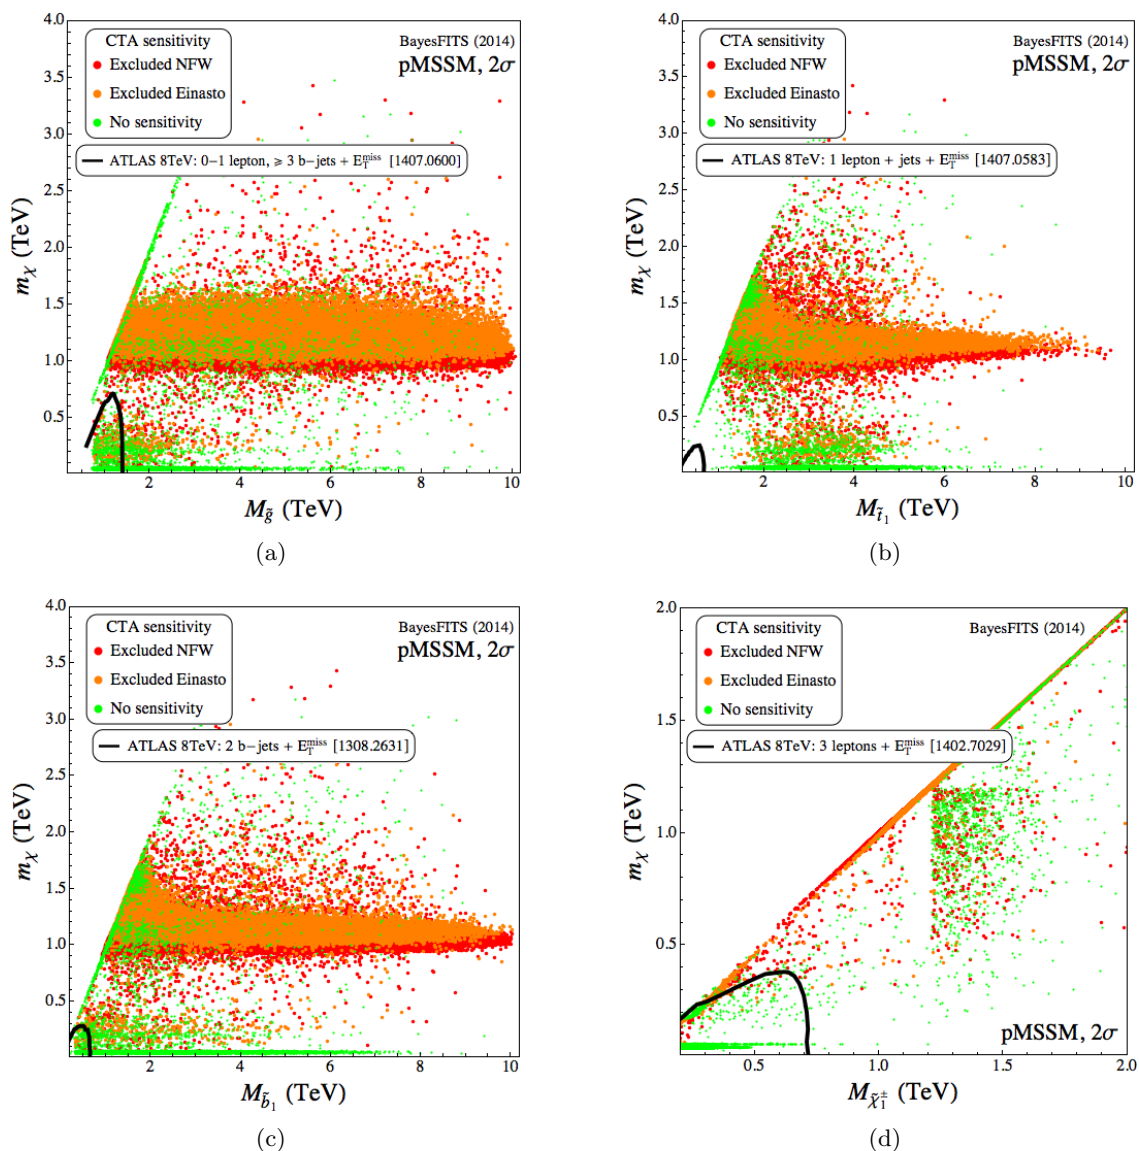 4.0
3.5
3.0
2.5
2.0
1.5
1.0
0.5
CTA sensitivity
Excluded NFW
Excluded Einasto
No sensitivity
BayesFITS (2014)
pMSSM, 2σ
ATLAS 8TeV: 0−1 lepton, ⩾ 3 b−jets + E_T^miss [1407.0600]
m_χ (TeV)
2 4 6 8 10
M_g̃ (TeV)
(a)
4.0
3.5
3.0
2.5
2.0
1.5
1.0
0.5
CTA sensitivity
Excluded NFW
Excluded Einasto
No sensitivity
BayesFITS (2014)
pMSSM, 2σ
ATLAS 8TeV: 1 lepton + jets + E_T^miss [1407.0583]
m_χ (TeV)
2 4 6 8 10
M_t̃₁ (TeV)
(b)
4.0
3.5
3.0
2.5
2.0
1.5
1.0
0.5
CTA sensitivity
Excluded NFW
Excluded Einasto
No sensitivity
BayesFITS (2014)
pMSSM, 2σ
ATLAS 8TeV: 2 b−jets + E_T^miss [1308.2631]
m_χ (TeV)
2 4 6 8 10
M_b̃₁ (TeV)
(c)
2.0
1.5
1.0
0.5
CTA sensitivity
Excluded NFW
Excluded Einasto
No sensitivity
BayesFITS (2014)
ATLAS 8TeV: 3 leptons + E_T^miss [1402.7029]
pMSSM, 2σ
m_χ (TeV)
0.5 1.0 1.5 2.0
M_χ̃₁^± (TeV)
(d)